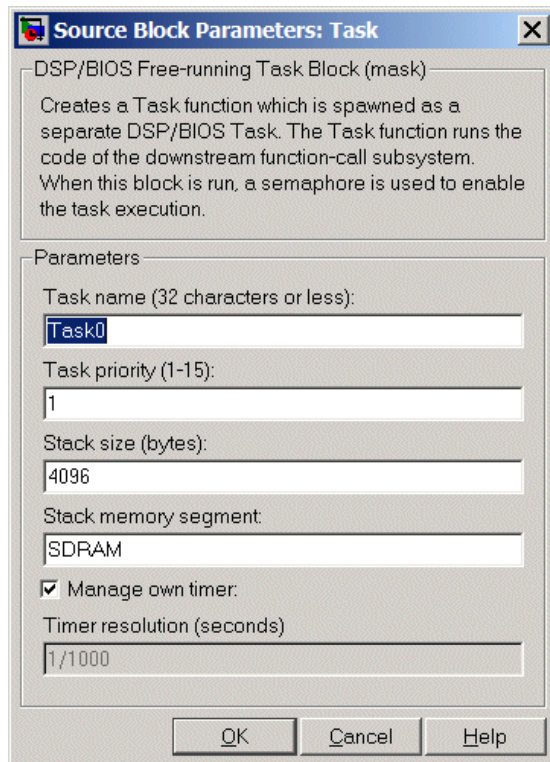 Source Block Parameters: Task
DSP/BIOS Free-running Task Block (mask)
Creates a Task function which is spawned as a
separate DSP/BIOS Task. The Task function runs the
code of the downstream function-call subsystem.
When this block is run, a semaphore is used to enable
the task execution.
Parameters
Task name (32 characters or less):
Task0
Task priority (1-15):
1
Stack size (bytes):
4096
Stack memory segment:
SDRAM
Manage own timer:
Timer resolution (seconds)
1/1000
OK Cancel Help